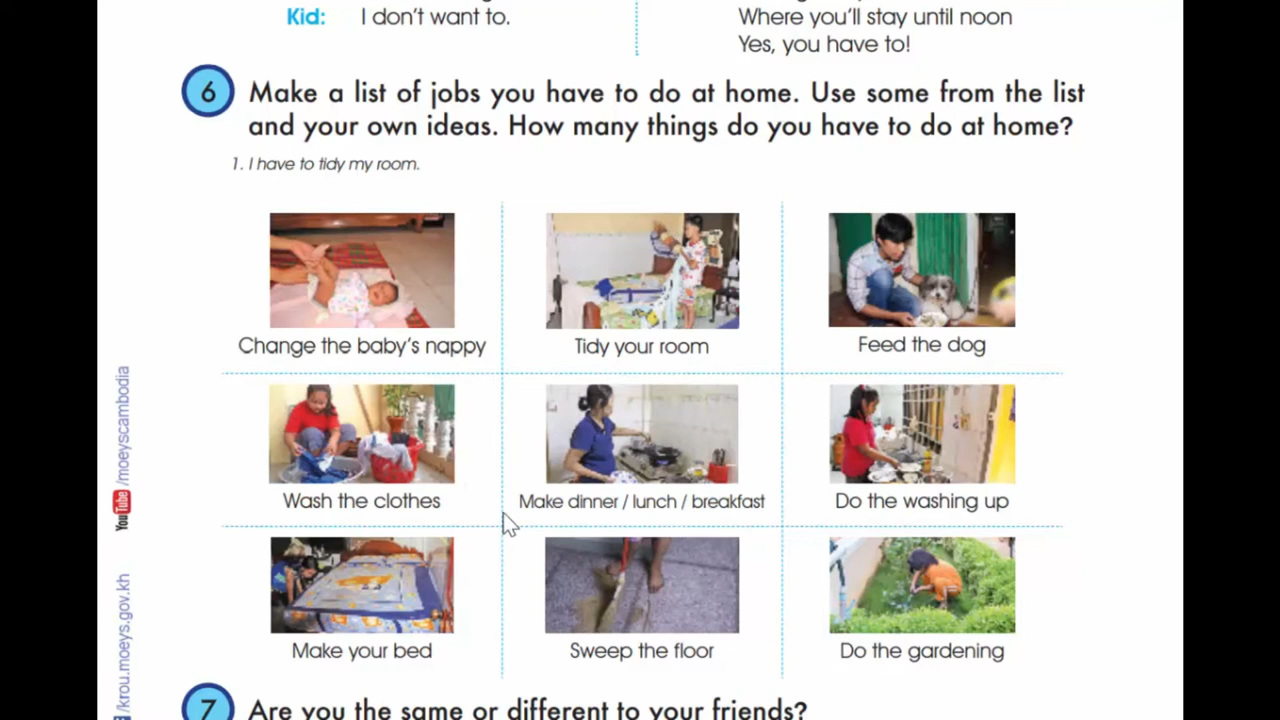 Kid: I don't want to.
Where you'll stay until noon
Yes, you have to!
6 Make a list of jobs you have to do at home. Use some from the list
and your own ideas. How many things do you have to do at home?
1. I have to tidy my room.
Change the baby's nappy
Tidy your room
Feed the dog
Wash the clothes
Make dinner / lunch / breakfast
Do the washing up
Make your bed
Sweep the floor
Do the gardening
7 Are you the same or different to your friends?
YouTube /moeyscambodia
/krou.moeys.gov.kh